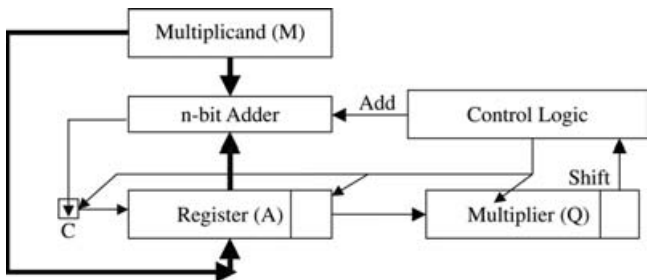 Multiplicand (M)
n-bit Adder
Add
Control Logic
Shift
C
Register (A)
Multiplier (Q)